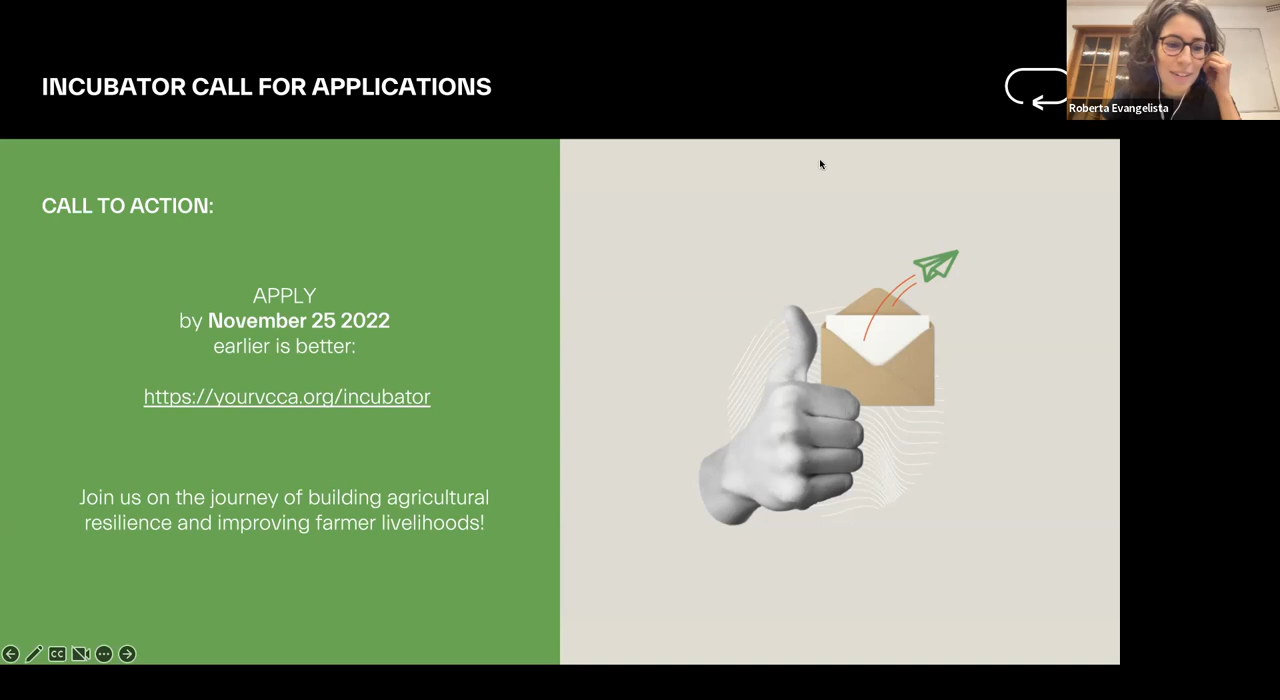 INCUBATOR CALL FOR APPLICATIONS
Roberta Evangelista
CALL TO ACTION:
APPLY
by November 25 2022
earlier is better:
https://yourvcca.org/incubator
Join us on the journey of building agricultural
resilience and improving farmer livelihoods!
CC